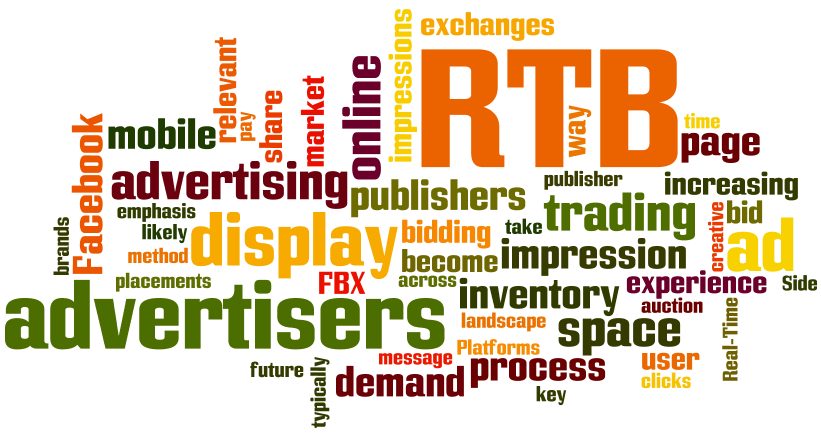 exchanges
impressions
RTB
relevant
online
pay
share
market
way
time
mobile
Facebook
page
advertising
publisher
increasing
publishers
emphasis
trading
bid
creative
brands
likely
display
bidding
take
ad
method
become
impression
placements
FBX
across
inventory
experience
Side
advertisers
auction
landscape
space
Real-Time
Platforms
message
process
user
future
typically
demand
clicks
key